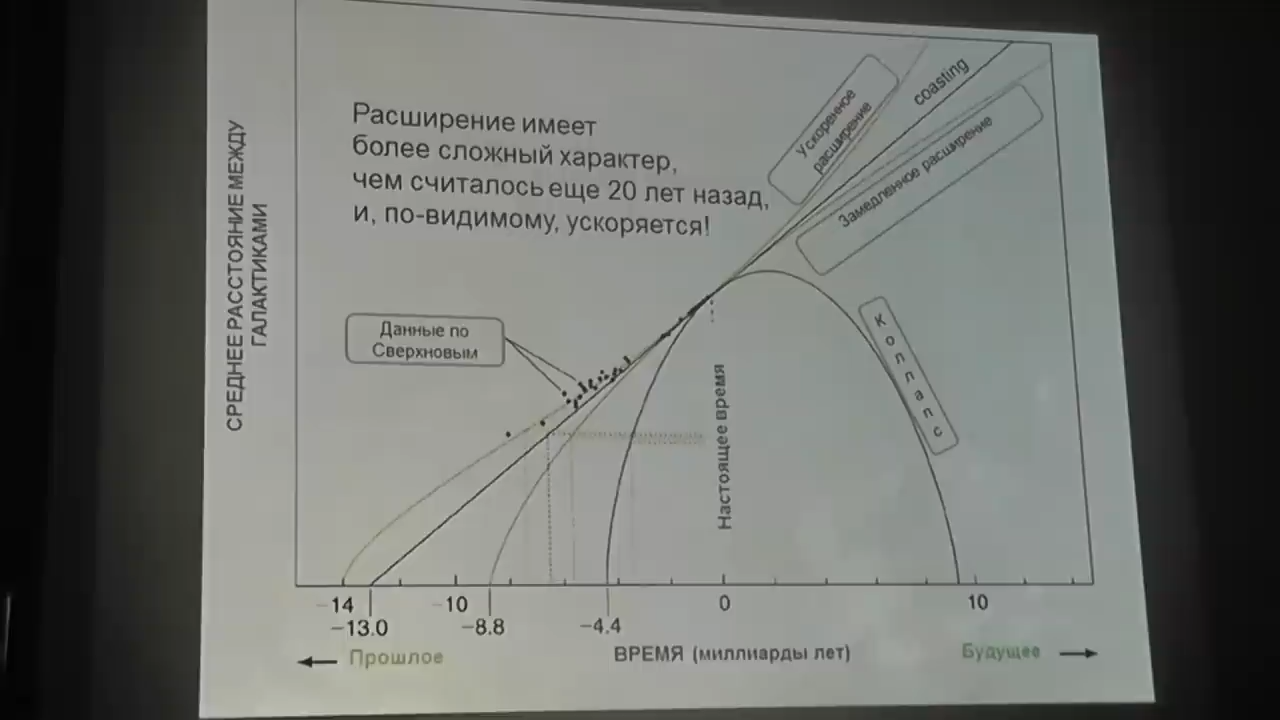 СРЕДНЕЕ РАССТОЯНИЕ МЕЖДУ
ГАЛАКТИКАМИ
Расширение имеет
более сложный характер,
чем считалось еще 20 лет назад,
и, по-видимому, ускоряется!
Ускоренное
расширение
coasting
Замедленное расширение
Коллапс
Данные по
Сверхновым
Настоящее время
−14
−10
0
10
−13.0
−8.8
−4.4
Прошлое
ВРЕМЯ (миллиарды лет)
Будущее